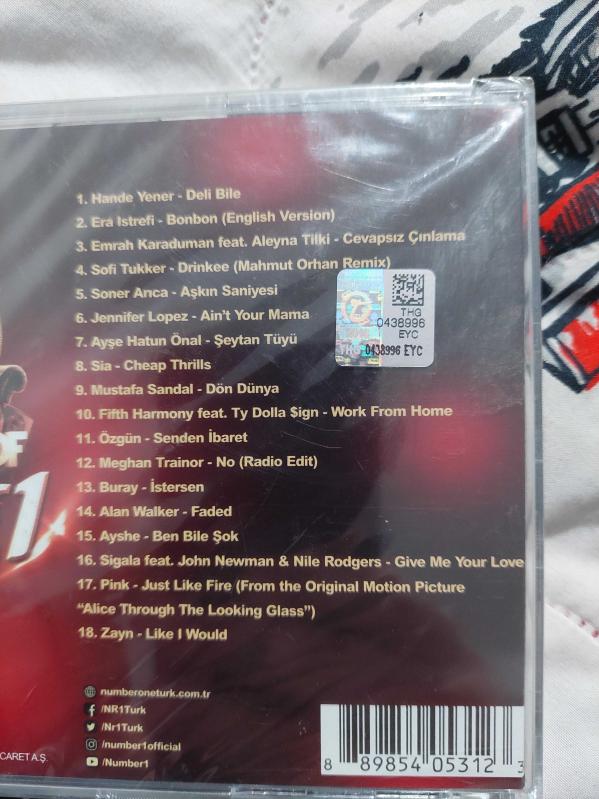 1. Hande Yener - Deli Bile
2. Era Istrefi - Bonbon (English Version)
3. Emrah Karaduman feat. Aleyna Tilki - Cevapsız Çınlama
4. Sofi Tukker - Drinkee (Mahmut Orhan Remix)
5. Soner Arıca - Aşkın Saniyesi
6. Jennifer Lopez - Ain't Your Mama
7. Ayşe Hatun Önal - Şeytan Tüyü
8. Sia - Cheap Thrills
9. Mustafa Sandal - Dön Dünya
10. Fifth Harmony feat. Ty Dolla $ign - Work From Home
11. Özgün - Senden İbaret
12. Meghan Trainor - No (Radio Edit)
13. Buray - İstersen
14. Alan Walker - Faded
15. Ayshe - Ben Bile Şok
16. Sigala feat. John Newman & Nile Rodgers - Give Me Your Love
17. Pink - Just Like Fire (From the Original Motion Picture
"Alice Through The Looking Glass")
18. Zayn - Like I Would
THG
0438996
EYC
THG 0438996 EYC
OF
1
numberoneturk.com.tr
/NR1Turk
/Nr1Turk
/number1official
/Number1
CARET A.Ş.
8 89854 05312 3